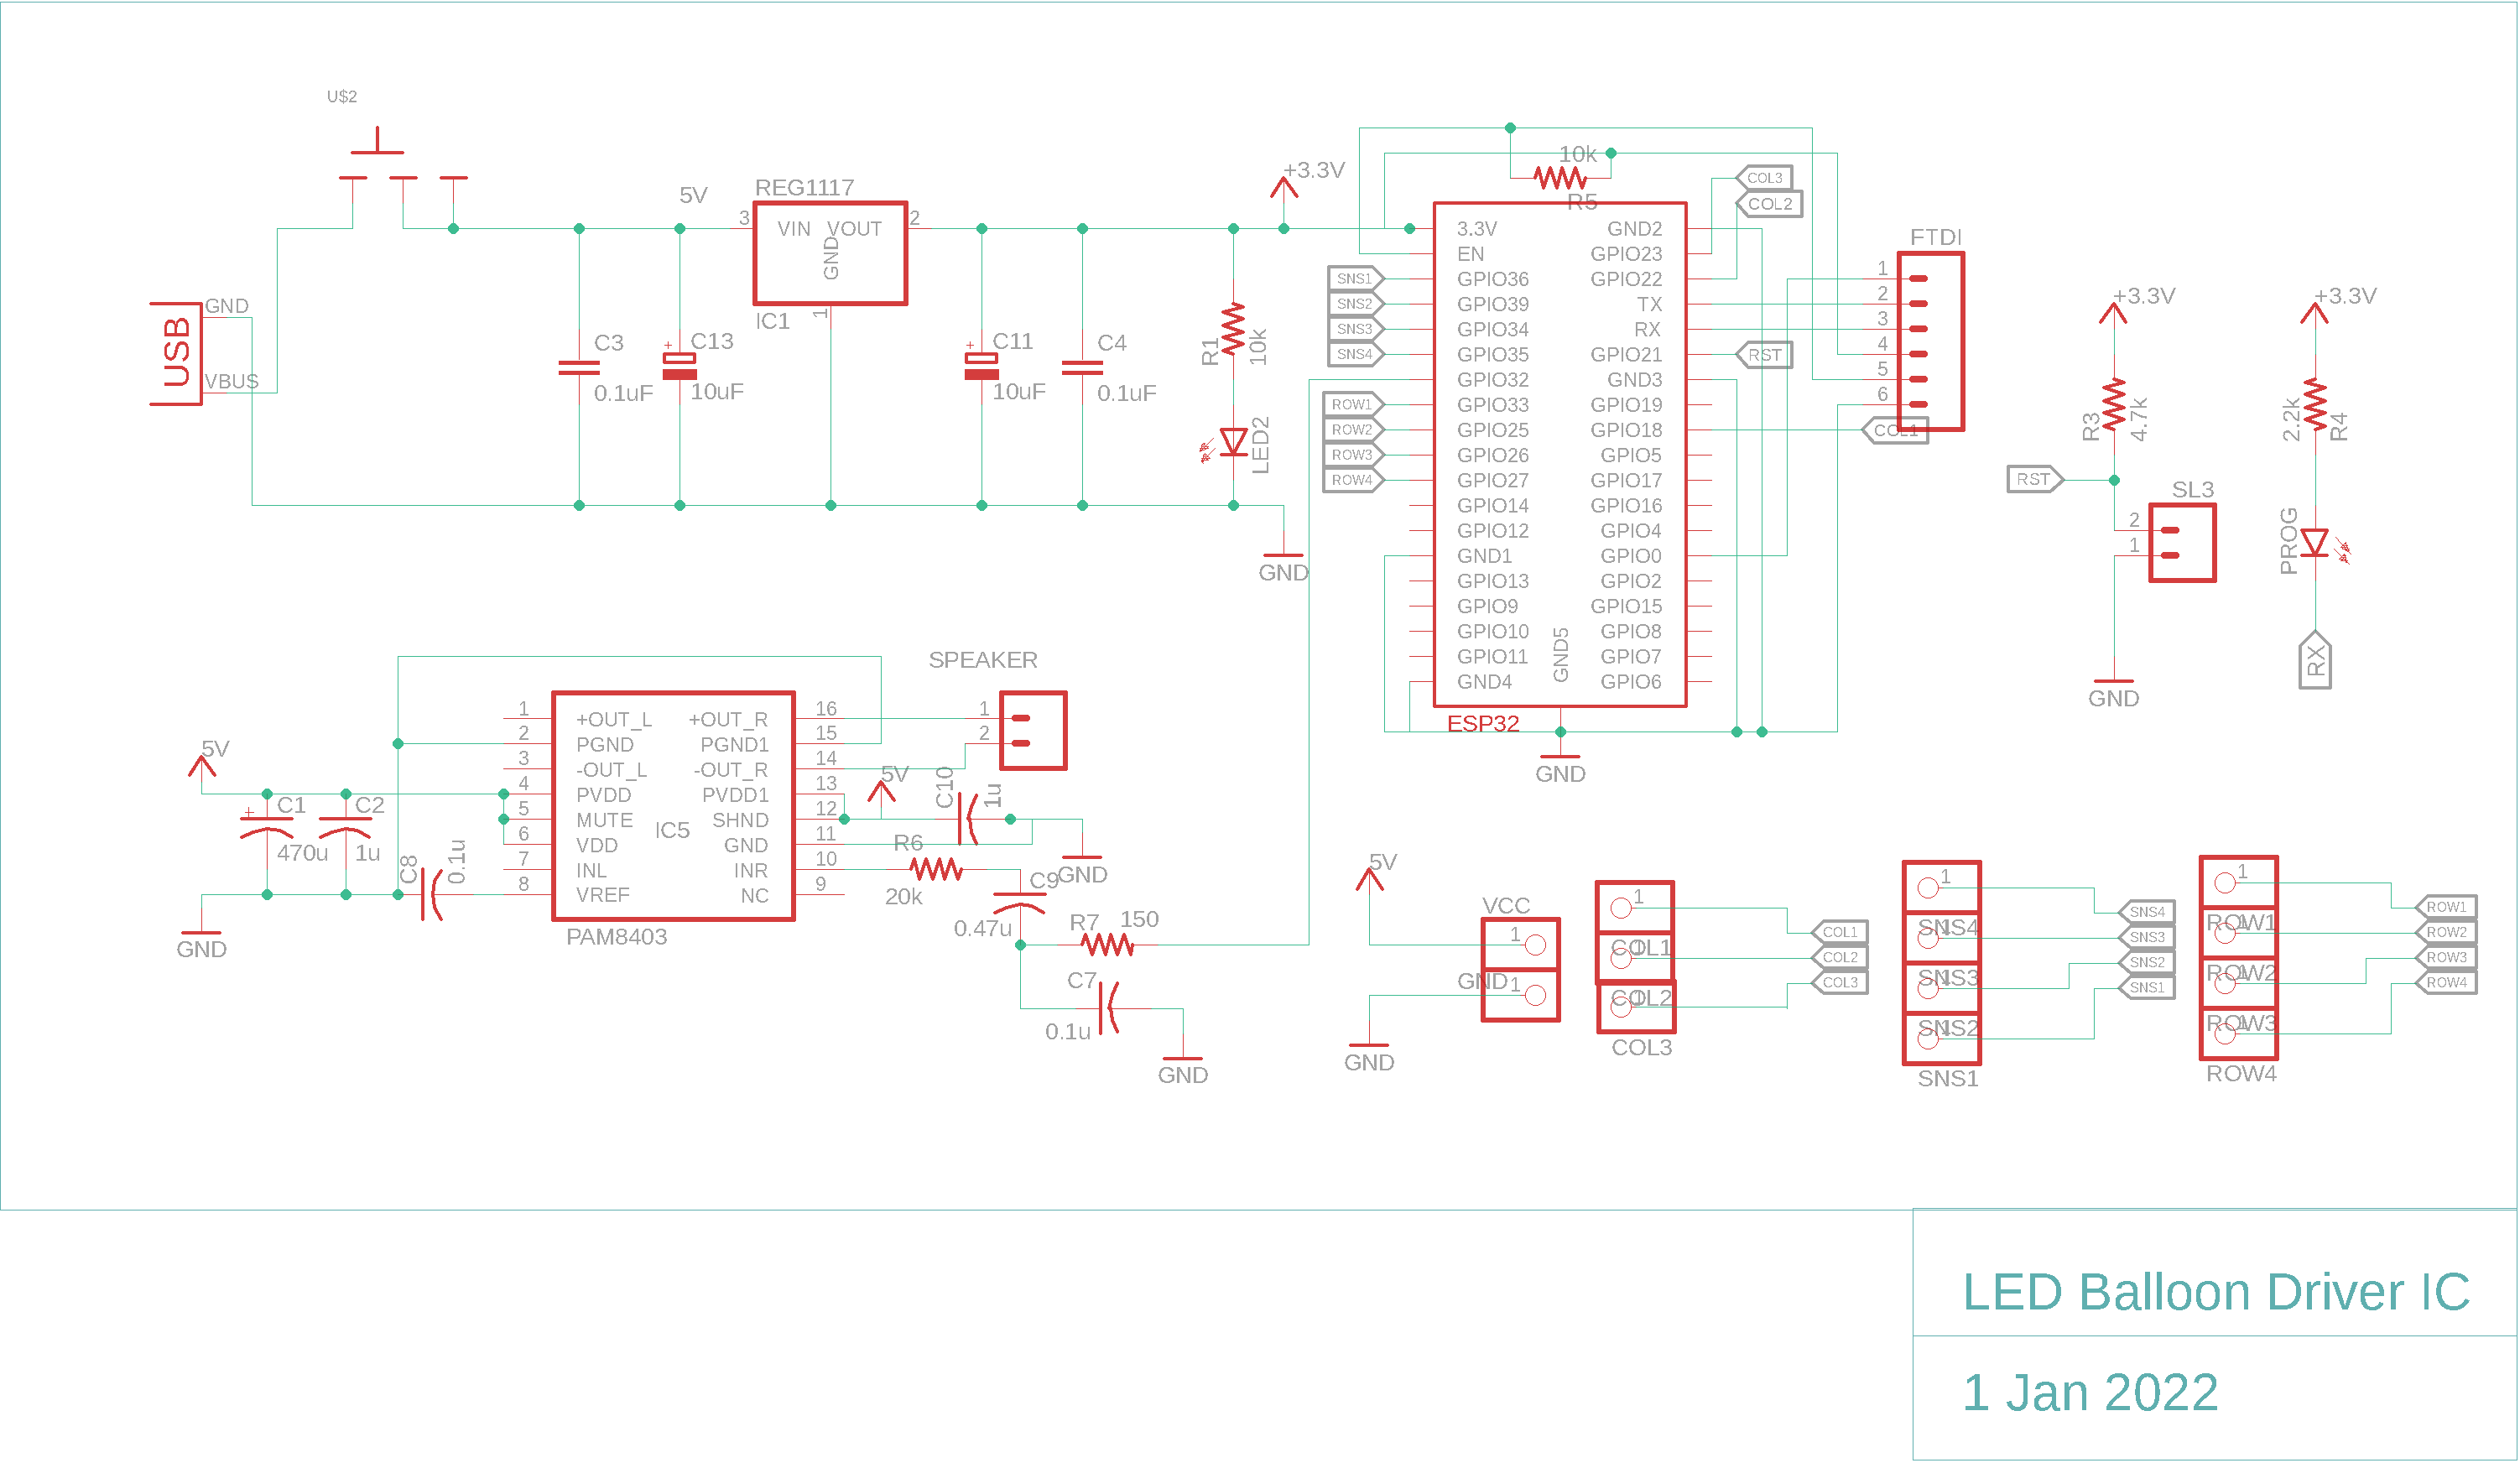 U$2
5V
REG1117
3
VIN VOUT
2
GND
1
IC1
+3.3V
USB
GND
VBUS
C3
0.1uF
C13
+
10uF
C11
+
10uF
C4
0.1uF
R1
10k
LED2
GND
10k
R5
COL3
COL2
3.3V
EN
GPIO36
GPIO39
GPIO34
GPIO35
GPIO32
GPIO33
GPIO25
GPIO26
GPIO27
GPIO14
GPIO12
GND1
GPIO13
GPIO9
GPIO10
GPIO11
GND4
GND2
GPIO23
GPIO22
TX
RX
GPIO21
GND3
GPIO19
GPIO18
GPIO5
GPIO17
GPIO16
GPIO4
GPIO0
GPIO2
GPIO15
GPIO8
GPIO7
GPIO6
GND5
ESP32
GND
SNS1
SNS2
SNS3
SNS4
ROW1
ROW2
ROW3
ROW4
RST
COL1
FTDI
1
2
3
4
5
6
+3.3V
R3
4.7k
RST
SL3
2
1
GND
+3.3V
2.2k
R4
PROG
RX
5V
C1
+
470u
C2
1u
GND
C8
0.1u
1
2
3
4
5
6
7
8
+OUT_L
PGND
-OUT_L
PVDD
MUTE
VDD
INL
VREF
IC5
+OUT_R
PGND1
-OUT_R
PVDD1
SHND
GND
INR
NC
16
15
14
13
12
11
10
9
PAM8403
SPEAKER
1
2
5V
C10
1u
GND
R6
20k
C9
0.47u
R7
150
C7
0.1u
GND
5V
VCC
1
GND
1
GND
1
COL1
1
COL2
1
COL3
COL1
COL2
COL3
1
SNS4
1
SNS3
1
SNS2
1
SNS1
SNS4
SNS3
SNS2
SNS1
1
ROW1
1
ROW2
1
ROW3
1
ROW4
ROW1
ROW2
ROW3
ROW4
LED Balloon Driver IC
1 Jan 2022